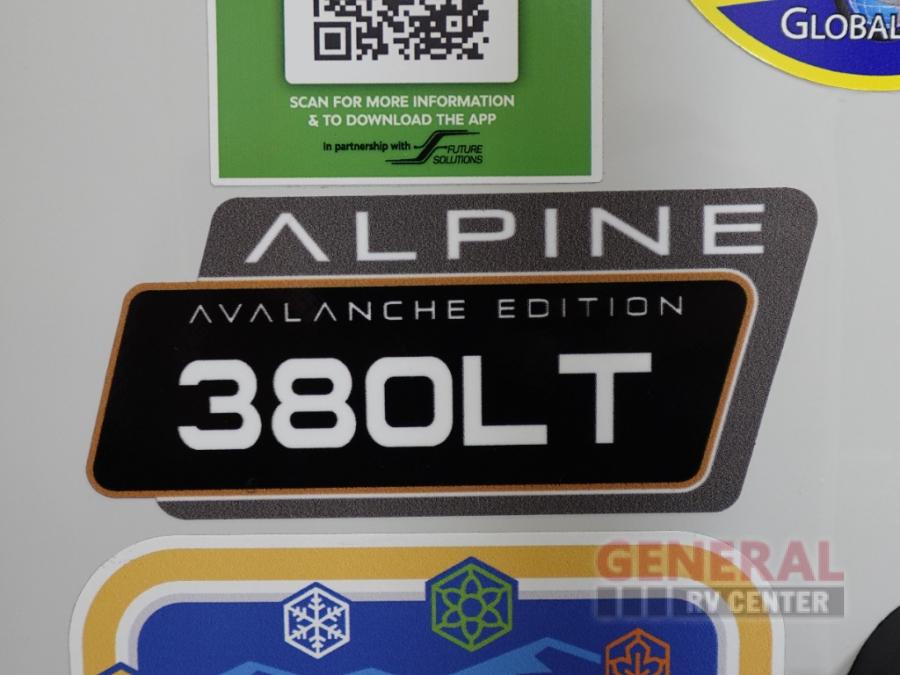 GLOBAL
SCAN FOR MORE INFORMATION
& TO DOWNLOAD THE APP
in partnership with FUTURE
SOLUTIONS
ALPINE
AVALANCHE EDITION
380LT
GENERAL
RV CENTER